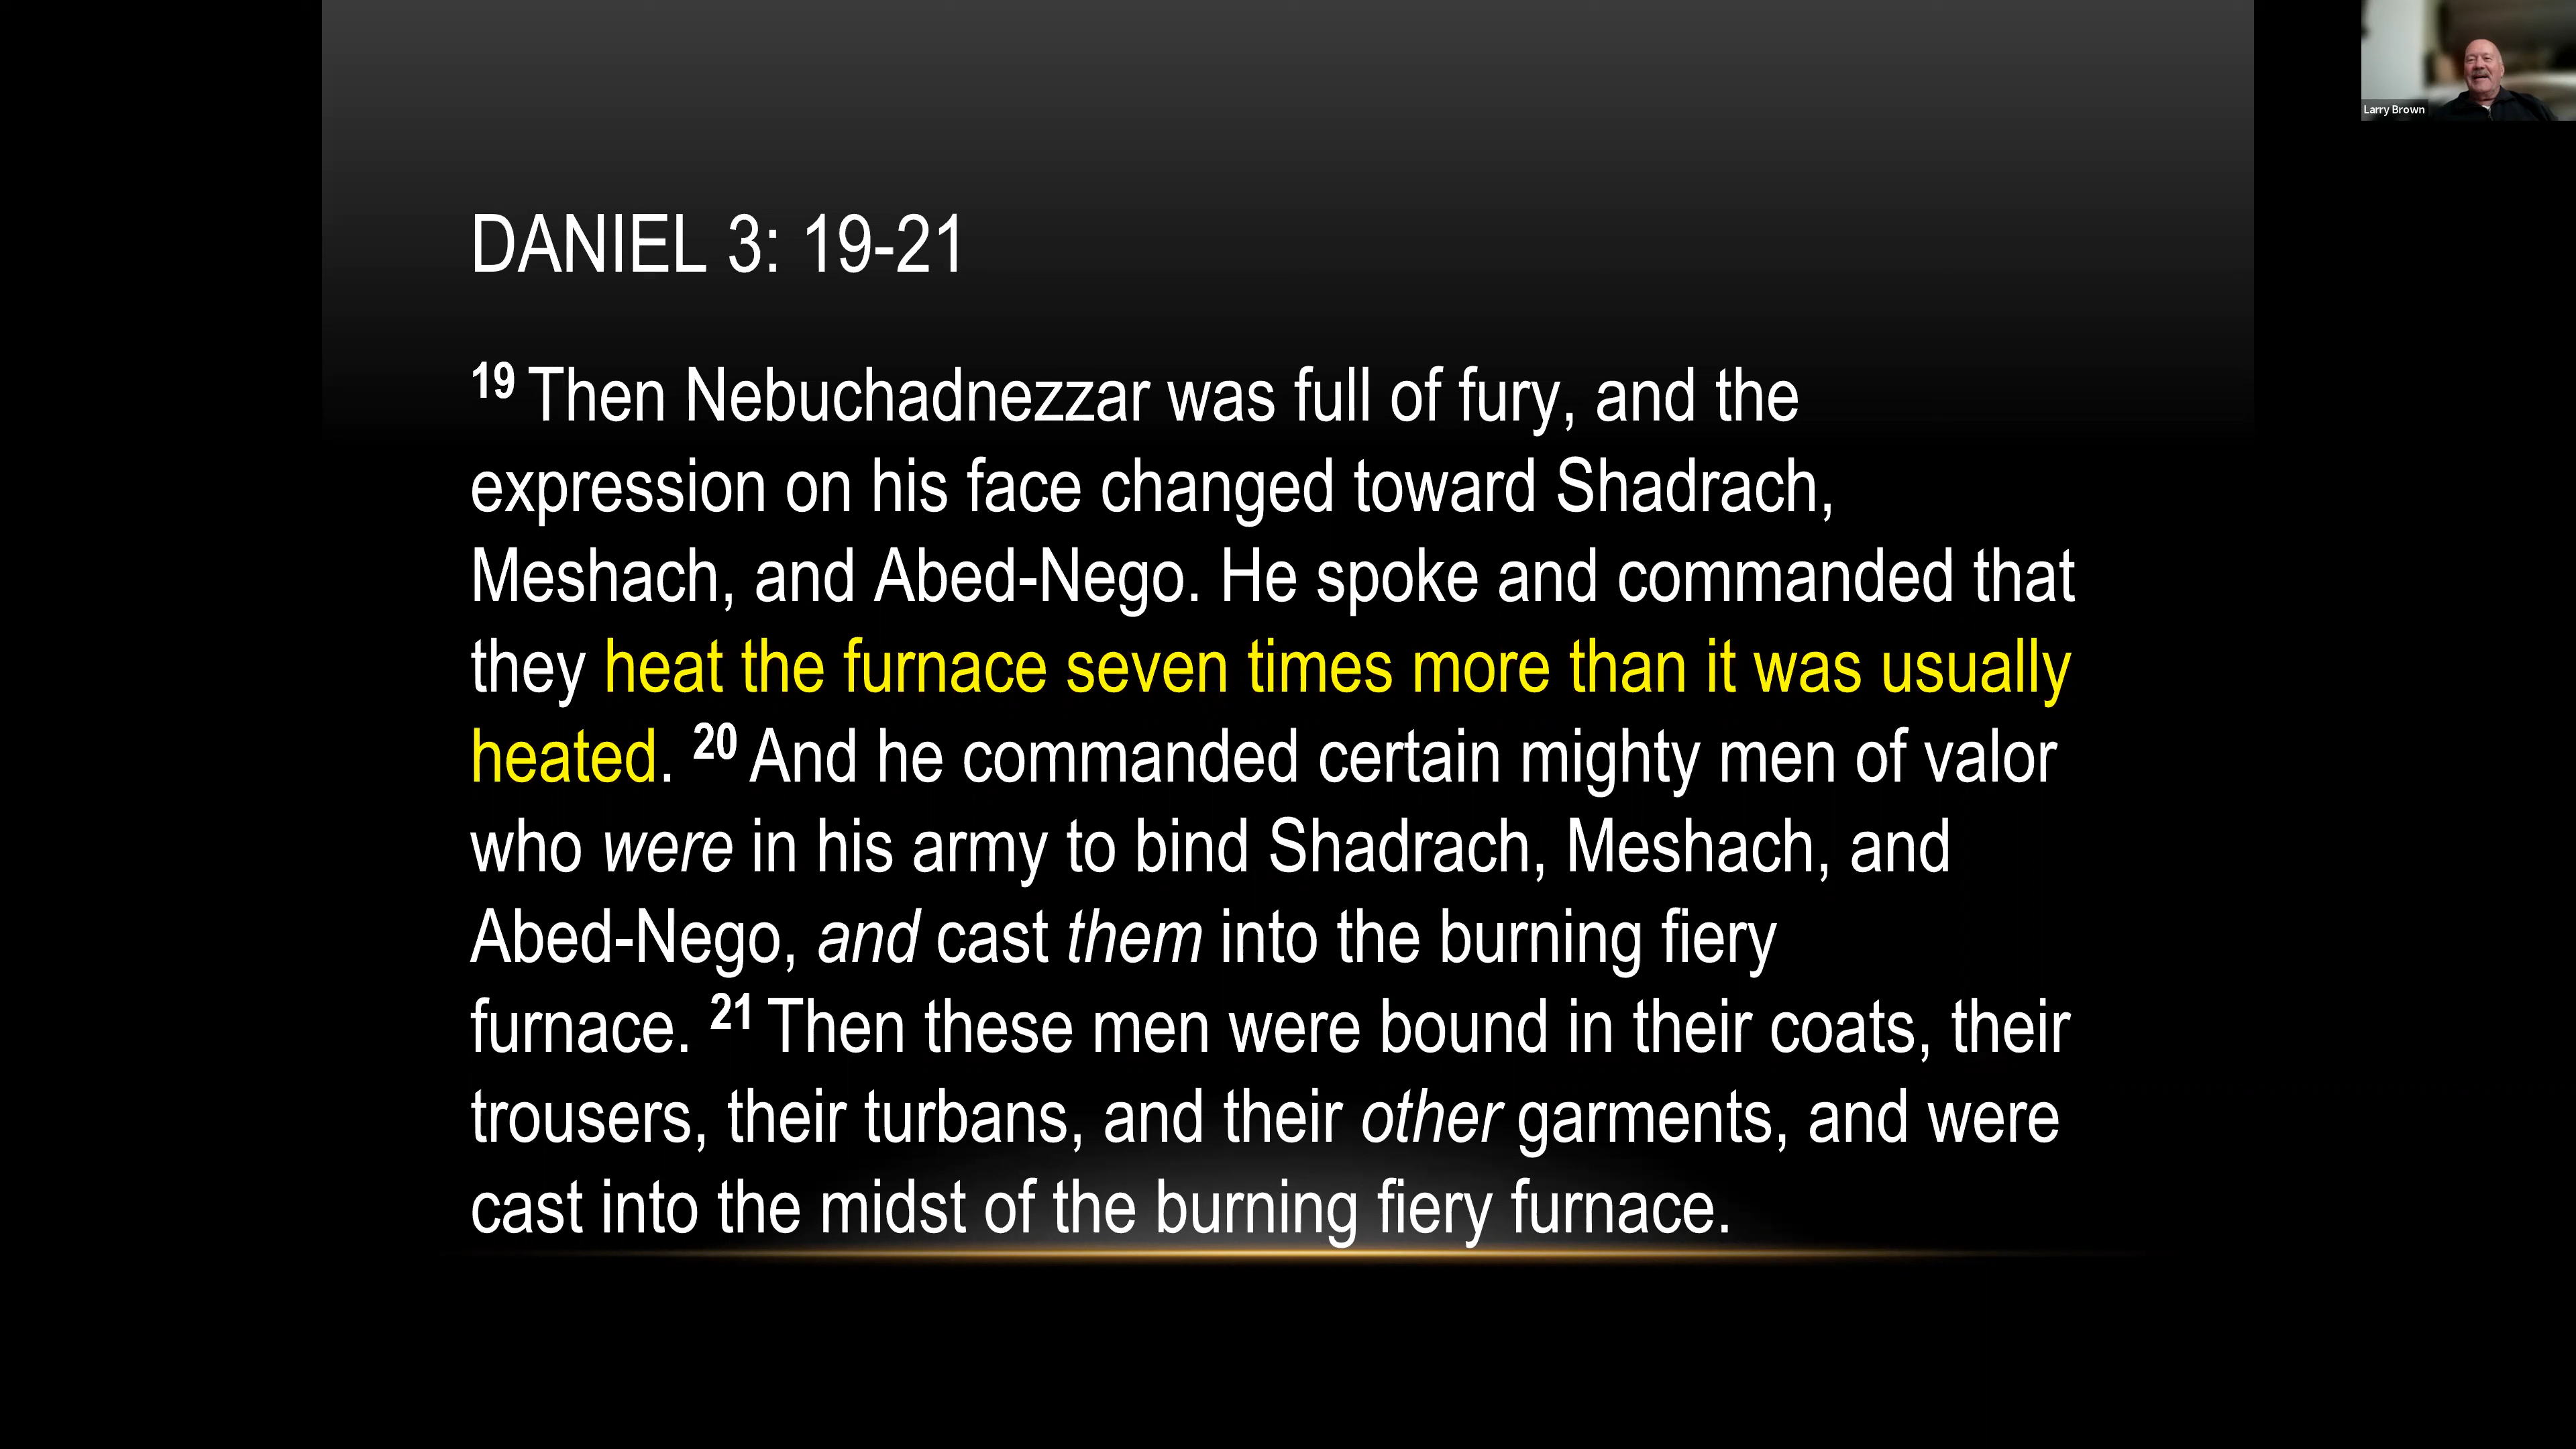 DANIEL 3: 19-21
19 Then Nebuchadnezzar was full of fury, and the
expression on his face changed toward Shadrach,
Meshach, and Abed-Nego. He spoke and commanded that
they heat the furnace seven times more than it was usually
heated. 20 And he commanded certain mighty men of valor
who were in his army to bind Shadrach, Meshach, and
Abed-Nego, and cast them into the burning fiery
furnace. 21 Then these men were bound in their coats, their
trousers, their turbans, and their other garments, and were
cast into the midst of the burning fiery furnace.
Larry Brown